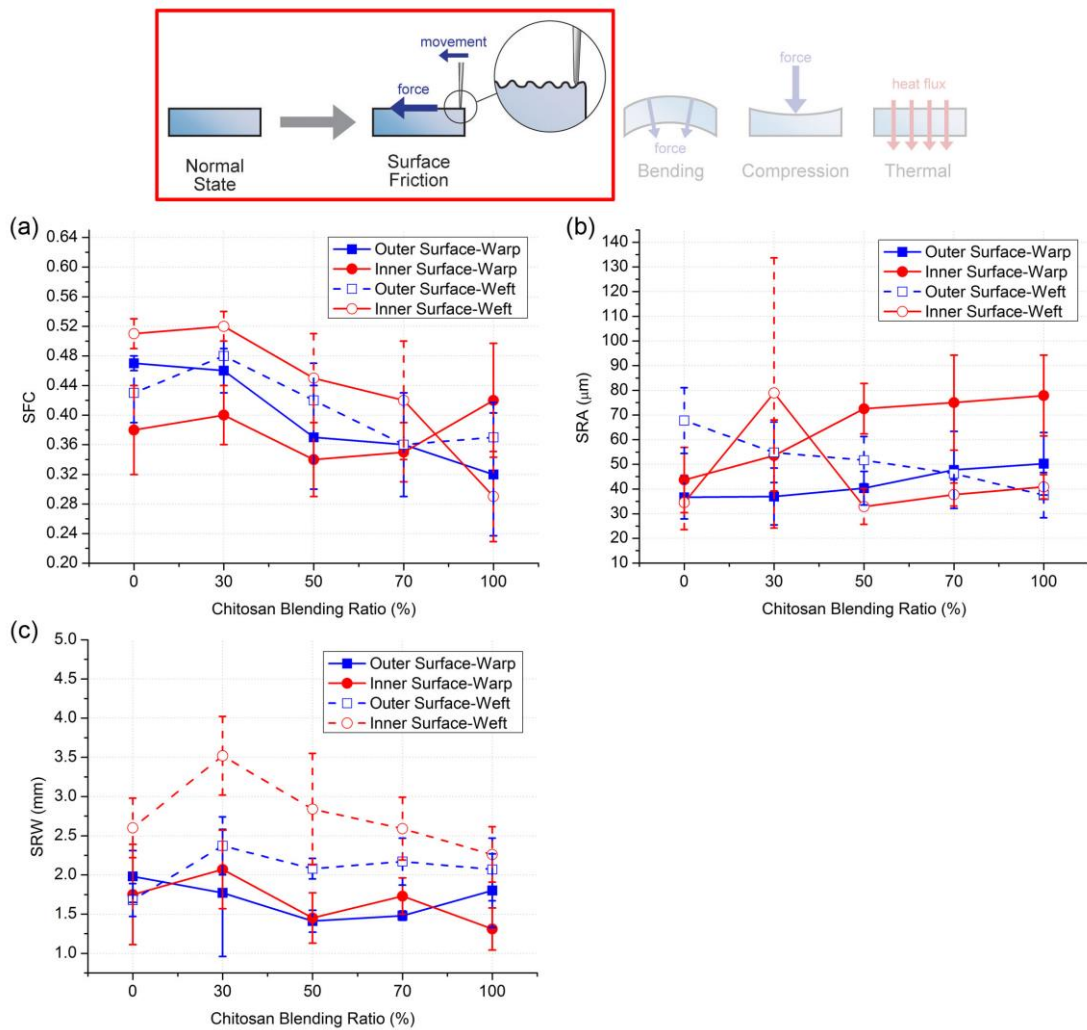 movement
force
Normal
State
Surface
Friction
force
Bending
force
Compression
heat flux
Thermal
(a)
0.64
0.60
0.56
0.52
0.48
0.44
0.40
0.36
0.32
0.28
0.24
0.20
SFC
Outer Surface-Warp
Inner Surface-Warp
Outer Surface-Weft
Inner Surface-Weft
0 30 50 70 100
Chitosan Blending Ratio (%)
(b)
140
130
120
110
100
90
80
70
60
50
40
30
20
10
SRA (μm)
Outer Surface-Warp
Inner Surface-Warp
Outer Surface-Weft
Inner Surface-Weft
0 30 50 70 100
Chitosan Blending Ratio (%)
(c)
5.0
4.5
4.0
3.5
3.0
2.5
2.0
1.5
1.0
SRW (mm)
Outer Surface-Warp
Inner Surface-Warp
Outer Surface-Weft
Inner Surface-Weft
0 30 50 70 100
Chitosan Blending Ratio (%)